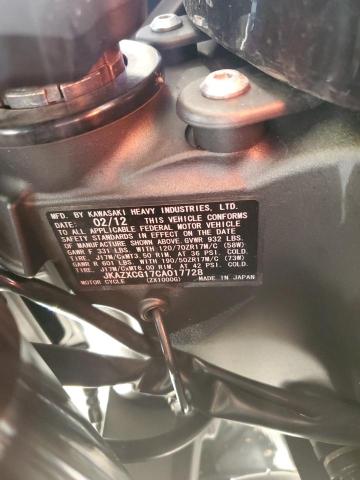 MFD. BY KAWASAKI HEAVY INDUSTRIES, LTD.
DATE: 02/12 THIS VEHICLE CONFORMS
TO ALL APPLICABLE FEDERAL MOTOR VEHICLE
SAFETY STANDARDS IN EFFECT ON THE DATE
OF MANUFACTURE SHOWN ABOVE. GVWR 932 LBS
GAWR F 331 LBS. WITH 120/70ZR17M/C (58W)
TIRE, J17M/CxMT3.50 RIM, AT 36 PSI. COLD.
GAWR R 601 LBS. WITH 190/50ZR17M/C (73W)
TIRE, J17M/CxMT6.00 RIM, AT 42 PSI. COLD.
JKAZXCG17CA017728
MOTOR CYCLE (ZX1000G) MADE IN JAPAN